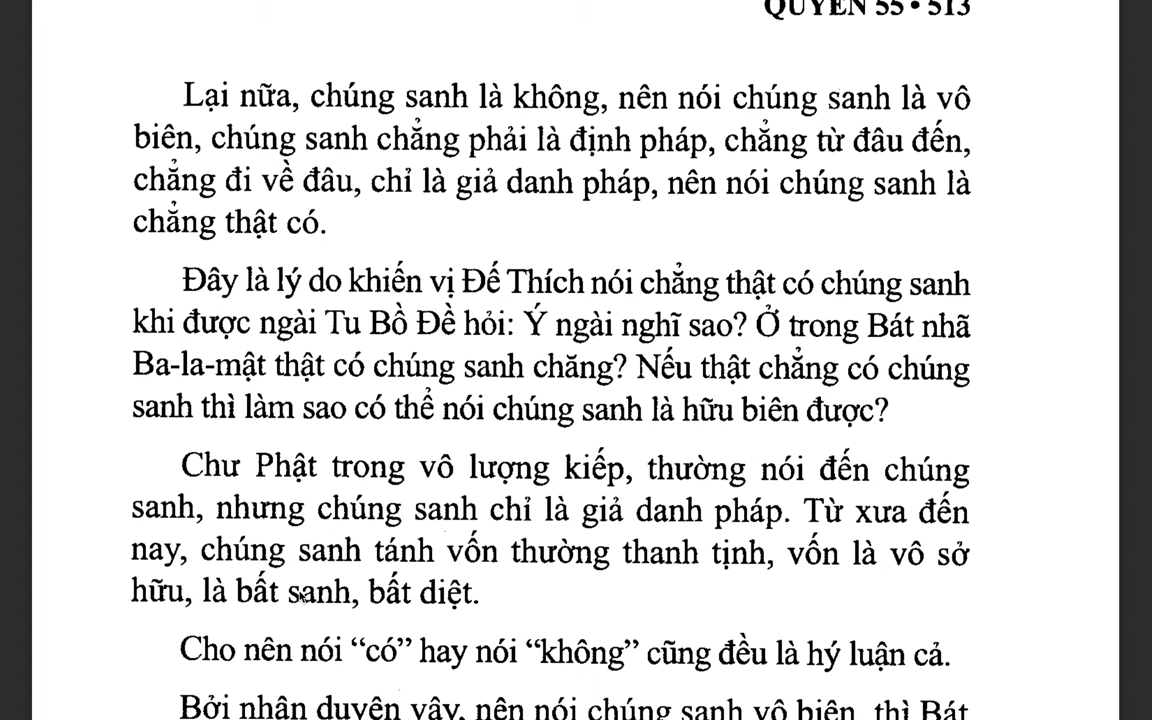 QUYỂN 55 • 513
Lại nữa, chúng sanh là không, nên nói chúng sanh là vô
biên, chúng sanh chẳng phải là định pháp, chẳng từ đâu đến,
chẳng đi về đâu, chỉ là giả danh pháp, nên nói chúng sanh là
chẳng thật có.
Đây là lý do khiến vị Đế Thích nói chẳng thật có chúng sanh
khi được ngài Tu Bồ Đề hỏi: Ý ngài nghĩ sao? Ở trong Bát nhã
Ba-la-mật thật có chúng sanh chăng? Nếu thật chẳng có chúng
sanh thì làm sao có thể nói chúng sanh là hữu biên được?
Chư Phật trong vô lượng kiếp, thường nói đến chúng
sanh, nhưng chúng sanh chỉ là giả danh pháp. Từ xưa đến
nay, chúng sanh tánh vốn thường thanh tịnh, vốn là vô sở
hữu, là bất sanh, bất diệt.
Cho nên nói “có” hay nói “không” cũng đều là hý luận cả.
Bởi nhân duyên vậy, nên nói chúng sanh vô biên, thì Bát